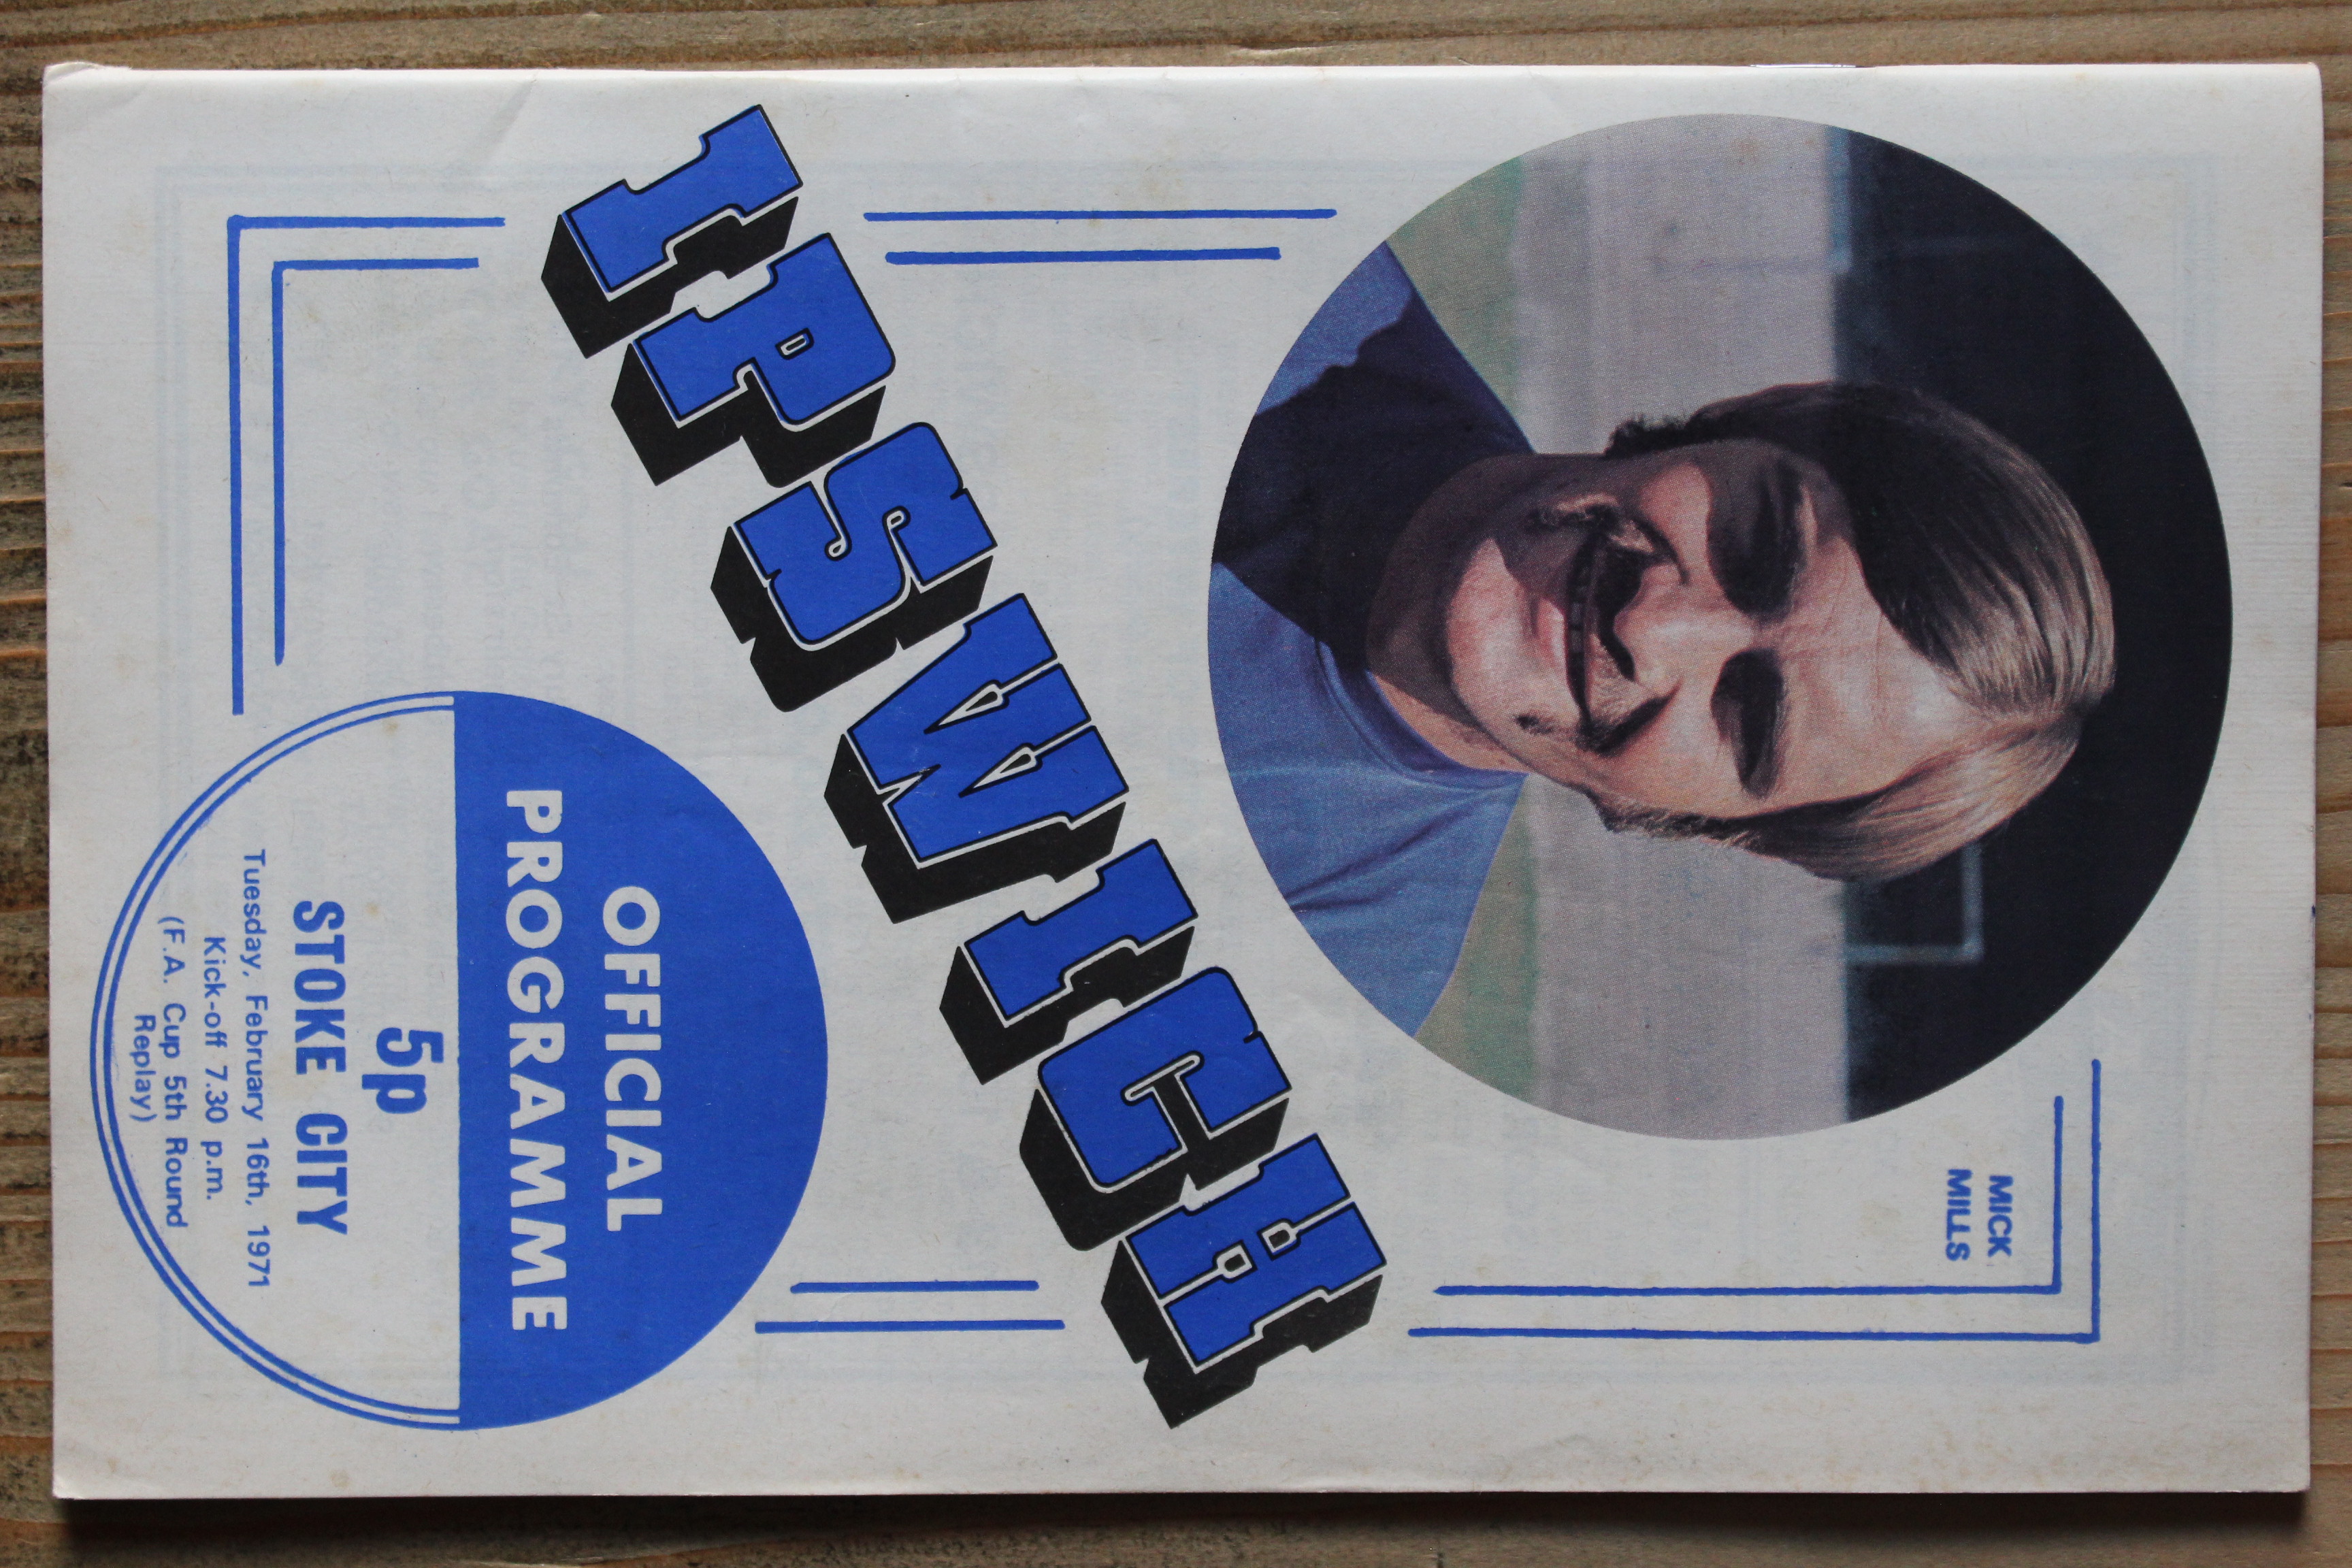 MICK
MILLS
IPSWICH
OFFICIAL
PROGRAMME
5p
STOKE CITY
Tuesday, February 16th, 1971
Kick-off 7.30 p.m.
(F.A. Cup 5th Round
Replay)